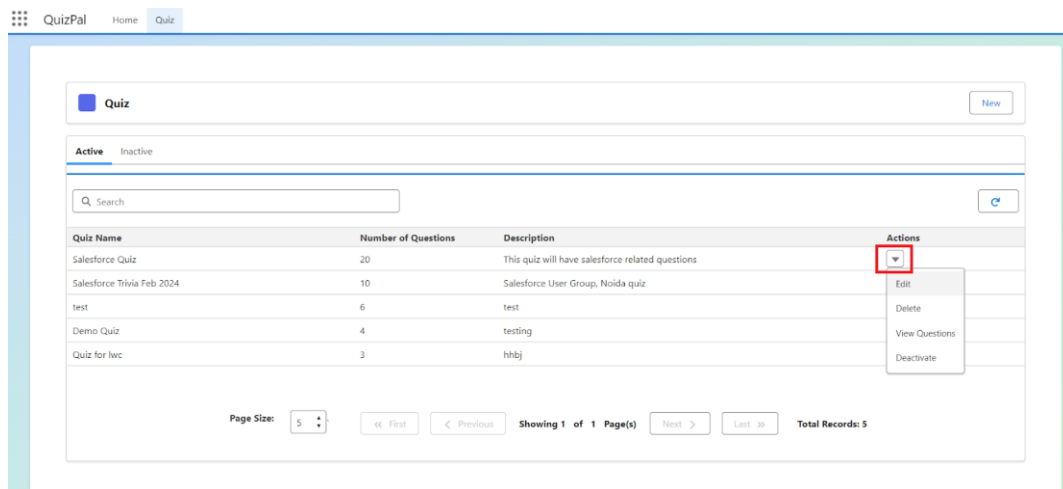 QuizPal Home Quiz
Quiz New
Active Inactive
Search
Quiz Name Number of Questions Description Actions
Salesforce Quiz 20 This quiz will have salesforce related questions
Salesforce Trivia Feb 2024 10 Salesforce User Group, Noida quiz Edit
test 6 test Delete
Demo Quiz 4 testing View Questions
Quiz for lwc 3 hhbj Deactivate
Page Size: 5 First Previous Showing 1 of 1 Page(s) Next Last Total Records: 5